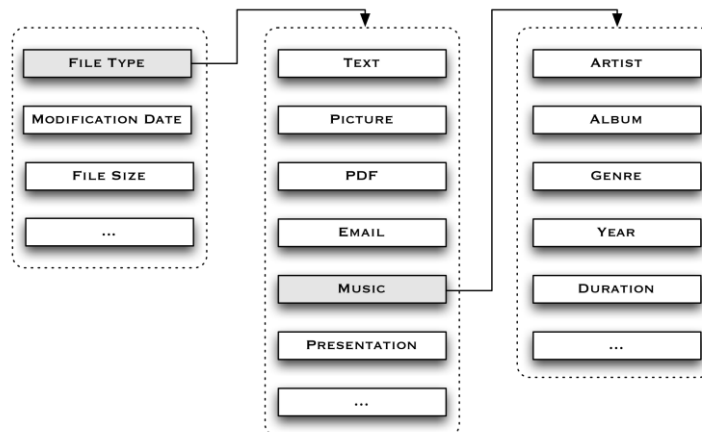 File Type
Modification Date
File Size
...
Text
Picture
PDF
Email
Music
Presentation
...
Artist
Album
Genre
Year
Duration
...